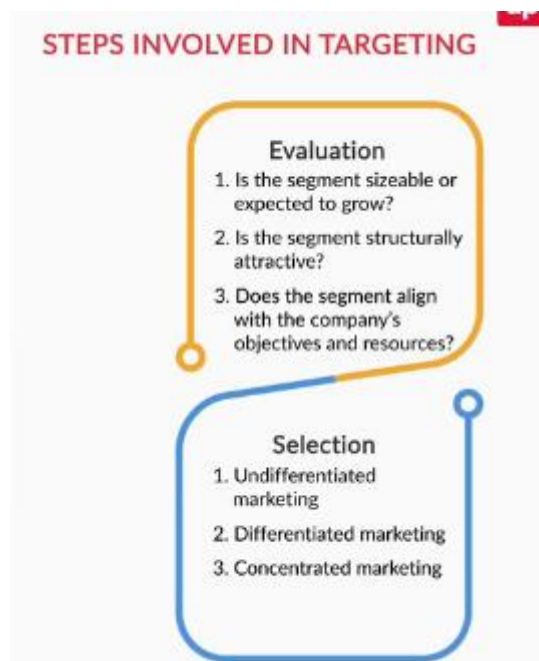 STEPS INVOLVED IN TARGETING
Evaluation
1. Is the segment sizeable or
expected to grow?
2. Is the segment structurally
attractive?
3. Does the segment align
with the company's
objectives and resources?
Selection
1. Undifferentiated
marketing
2. Differentiated marketing
3. Concentrated marketing